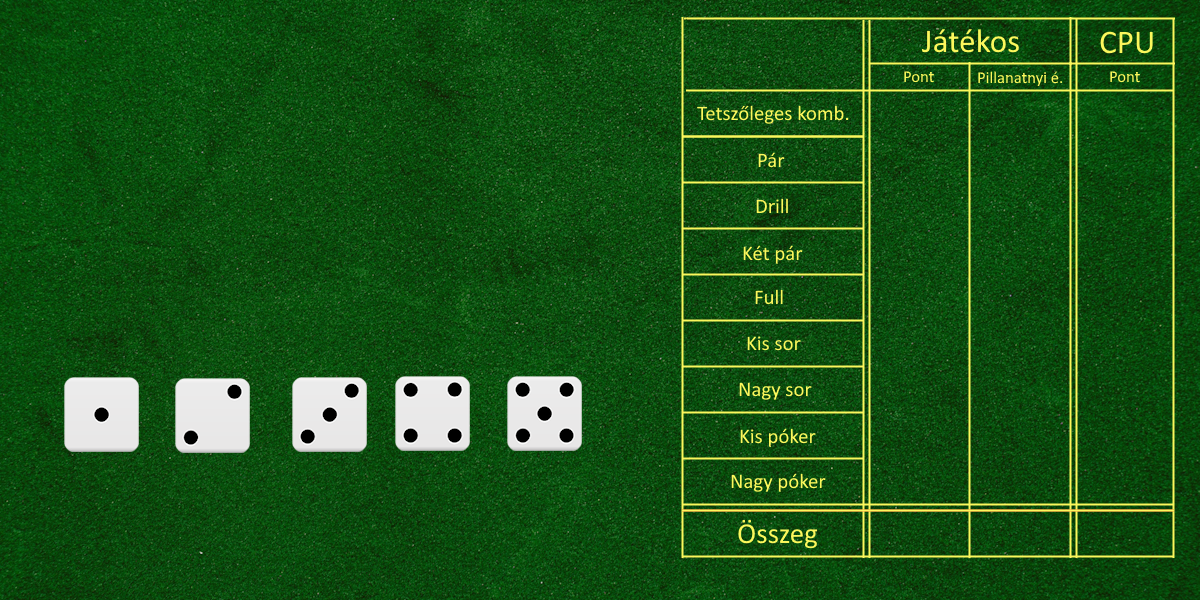 Játékos CPU
Pont Pillanatnyi é. Pont
Tetszőleges komb.
Pár
Drill
Két pár
Full
Kis sor
Nagy sor
Kis póker
Nagy póker
Összeg